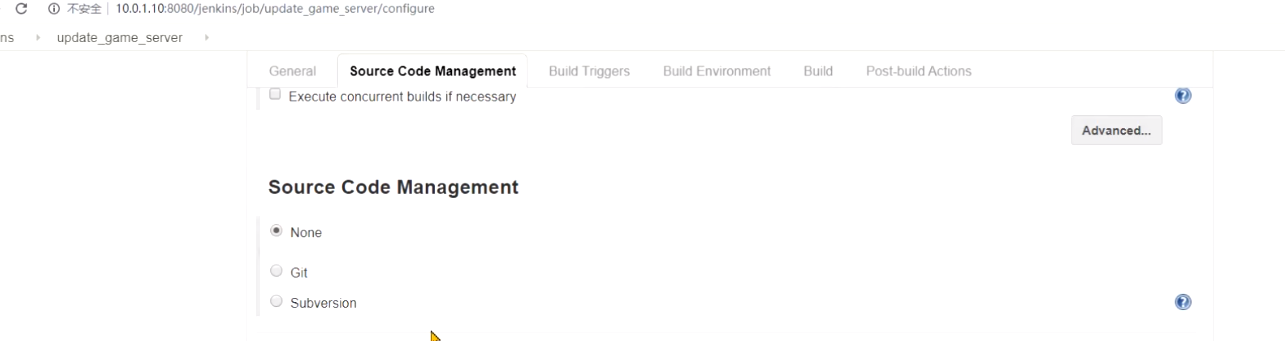 不安全 10.0.1.10:8080/jenkins/job/update_game_server/configure
ns update_game_server
General Source Code Management Build Triggers Build Environment Build Post-build Actions
Execute concurrent builds if necessary
Advanced...
Source Code Management
None
Git
Subversion